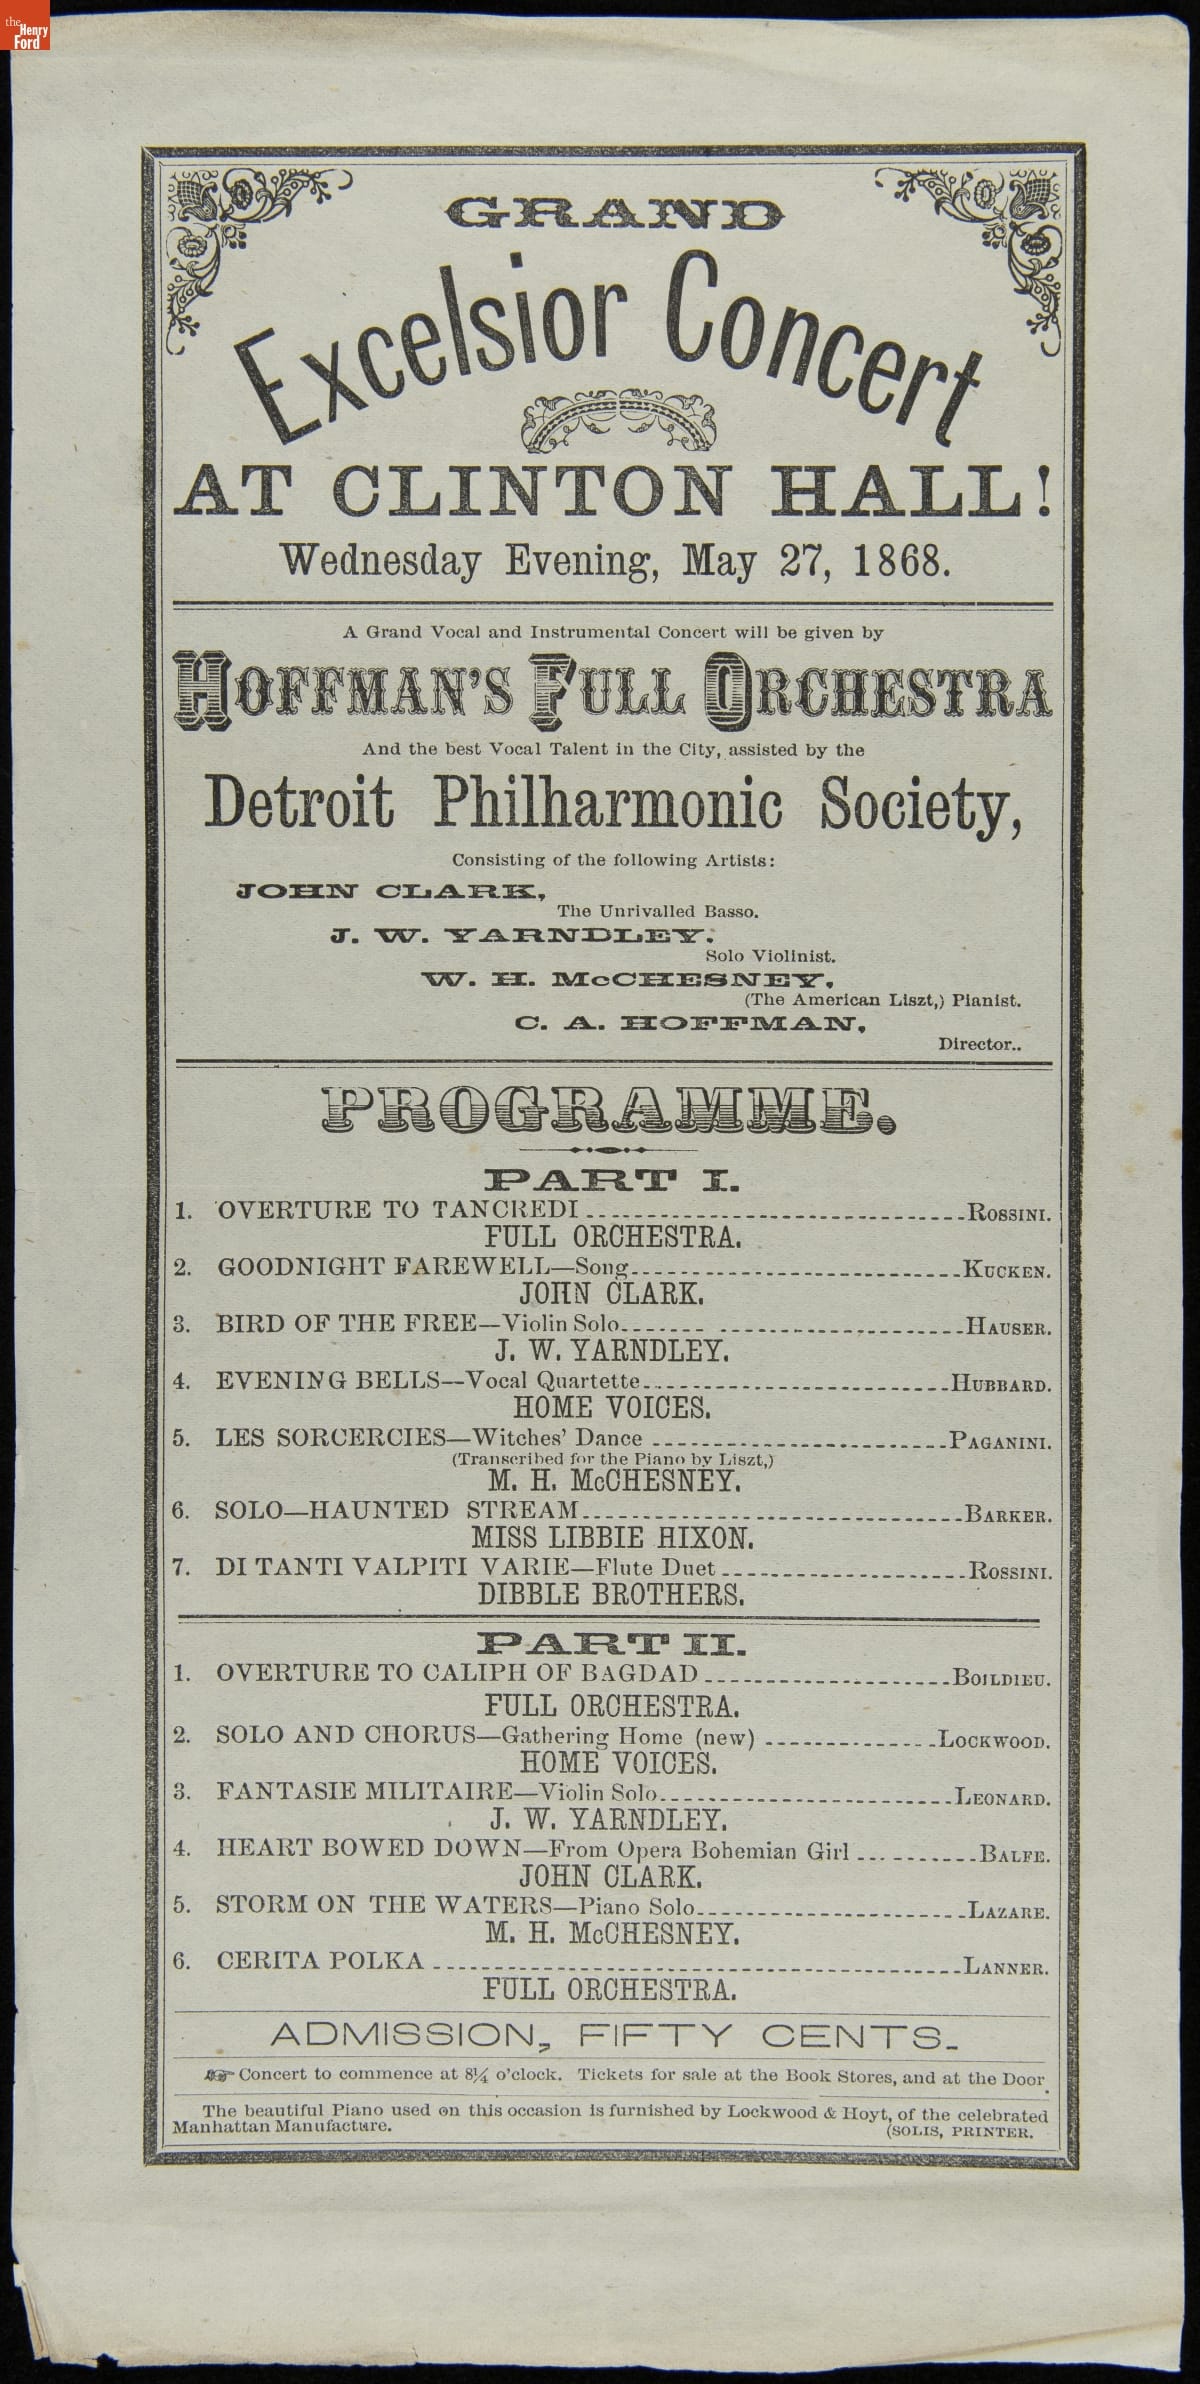 the
Henry
Ford
GRAND
Excelsior Concert
AT CLINTON HALL!
Wednesday Evening, May 27, 1868.
A Grand Vocal and Instrumental Concert will be given by
HOFFMAN'S FULL ORCHESTRA
And the best Vocal Talent in the City, assisted by the
Detroit Philharmonic Society,
Consisting of the following Artists:
JOHN CLARK,
The Unrivalled Basso.
J. W. YARNDLEY.
Solo Violinist.
W. H. McCHESNEY,
(The American Liszt,) Pianist.
C. A. HOFFMAN,
Director..
PROGRAMME.
PART I.
1. OVERTURE TO TANCREDI ROSSINI.
FULL ORCHESTRA.
2. GOODNIGHT FAREWELL—Song KUCKEN.
JOHN CLARK.
3. BIRD OF THE FREE—Violin Solo HAUSER.
J. W. YARNDLEY.
4. EVENING BELLS—Vocal Quartette HUBBARD.
HOME VOICES.
5. LES SORCERCIES—Witches' Dance PAGANINI.
(Transcribed for the Piano by Liszt,)
M. H. McCHESNEY.
6. SOLO—HAUNTED STREAM BARKER.
MISS LIBBIE HIXON.
7. DI TANTI VALPITI VARIE—Flute Duet ROSSINI.
DIBBLE BROTHERS.
PART II.
1. OVERTURE TO CALIPH OF BAGDAD BOILDIEU.
FULL ORCHESTRA.
2. SOLO AND CHORUS—Gathering Home (new) LOCKWOOD.
HOME VOICES.
3. FANTASIE MILITAIRE—Violin Solo LEONARD.
J. W. YARNDLEY.
4. HEART BOWED DOWN—From Opera Bohemian Girl BALFE.
JOHN CLARK.
5. STORM ON THE WATERS—Piano Solo LAZARE.
M. H. McCHESNEY.
6. CERITA POLKA LANNER.
FULL ORCHESTRA.
ADMISSION, FIFTY CENTS.
☞ Concert to commence at 8¼ o'clock. Tickets for sale at the Book Stores, and at the Door.
The beautiful Piano used on this occasion is furnished by Lockwood & Hoyt, of the celebrated
Manhattan Manufacture. (SOLIS, PRINTER.